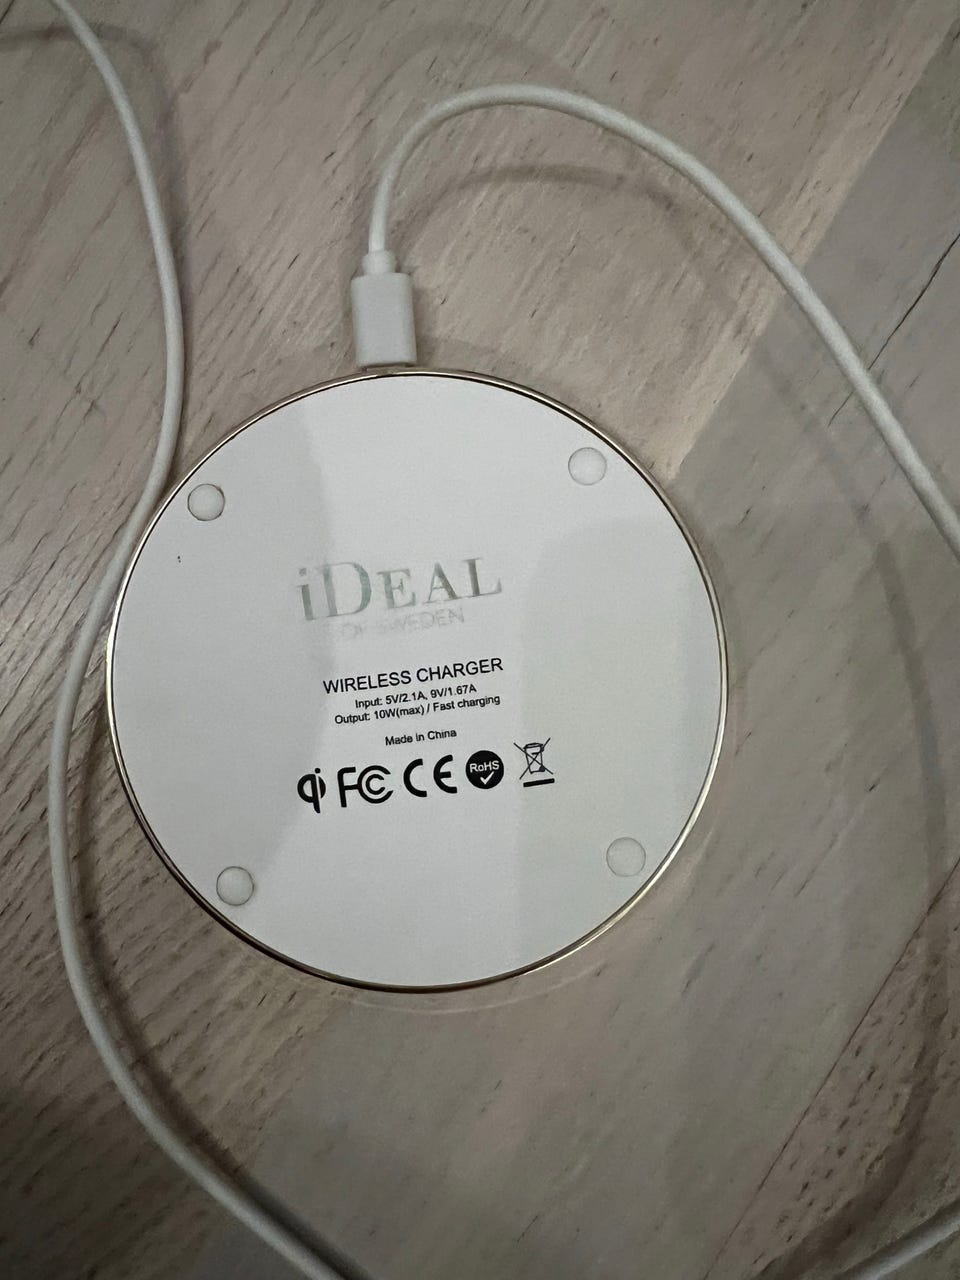 iDEAL
OF SWEDEN
WIRELESS CHARGER
Input: 5V/2.1A, 9V/1.67A
Output: 10W(max) / Fast charging
Made in China
qi FC CE RoHS